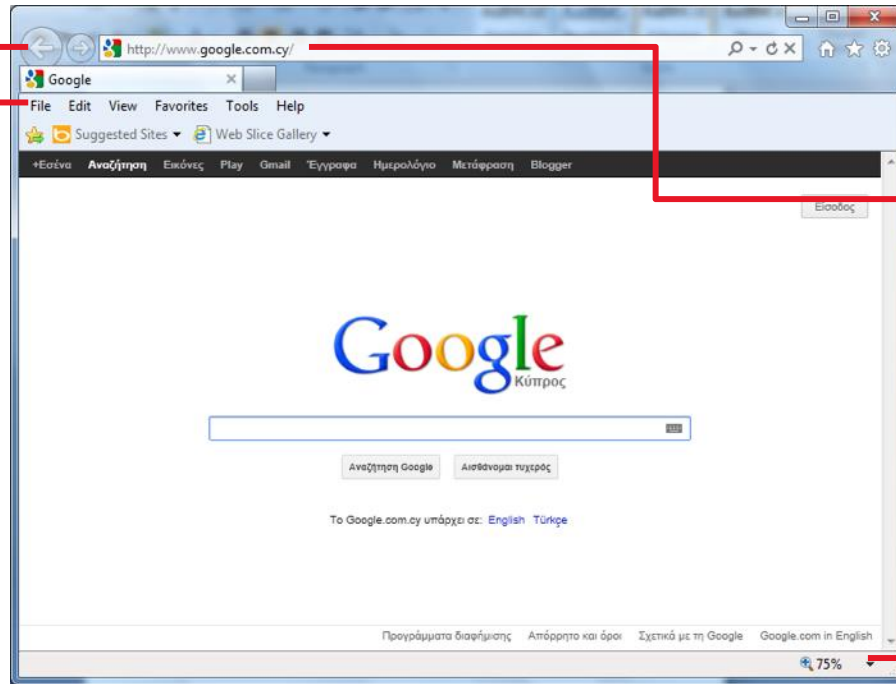 http://www.google.com.cy/
Google
File Edit View Favorites Tools Help
Suggested Sites Web Slice Gallery
+Εσένα Αναζήτηση Εικόνες Play Gmail Έγγραφα Ημερολόγιο Μετάφραση Blogger
Είσοδος
Google
Κύπρος
Αναζήτηση Google Αισθάνομαι τυχερός
Το Google.com.cy υπάρχει σε: English Türkçe
Προγράμματα διαφήμισης Απόρρητο και όροι Σχετικά με τη Google Google.com in English
75%